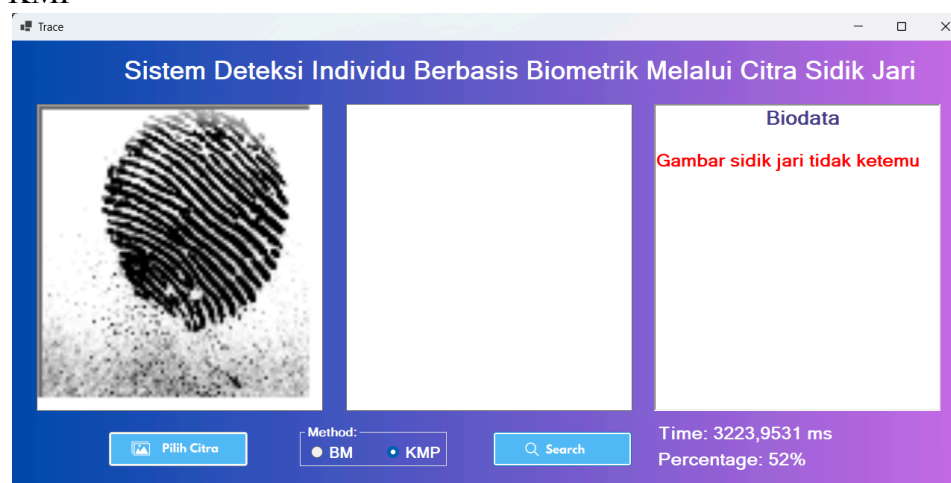 KMP
Trace
Sistem Deteksi Individu Berbasis Biometrik Melalui Citra Sidik Jari
Biodata
Gambar sidik jari tidak ketemu
Pilih Citra
Method:
BM
KMP
Search
Time: 3223,9531 ms
Percentage: 52%